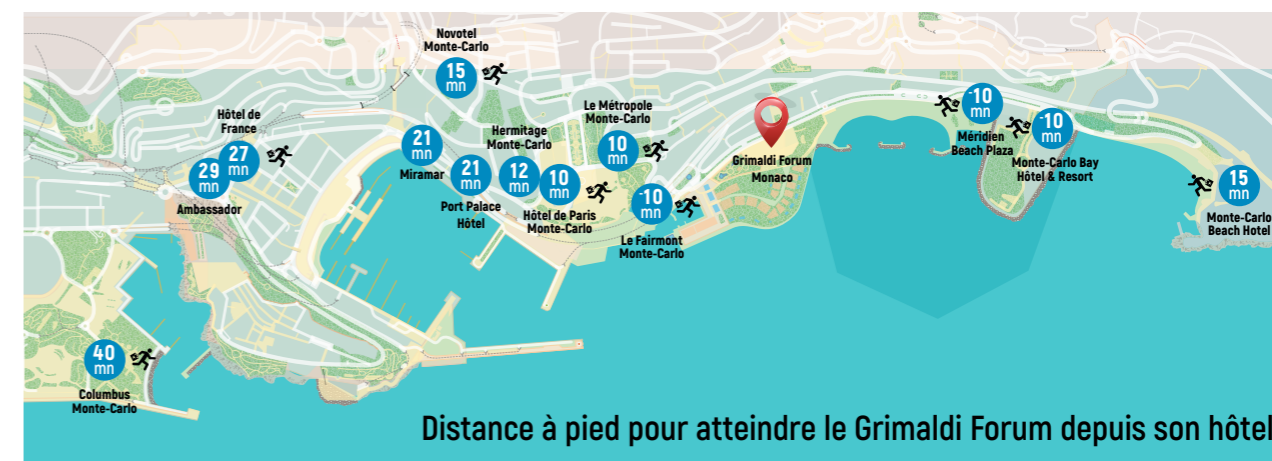 Novotel
Monte-Carlo
15
mn
Hôtel de
France
27
mn
29
mn
Ambassador
21
mn
Miramar
21
mn
Port Palace
Hôtel
Hermitage
Monte-Carlo
12
mn
10
mn
Hôtel de Paris
Monte-Carlo
Le Métropole
Monte-Carlo
10
mn
-10
mn
Le Fairmont
Monte-Carlo
Grimaldi Forum
Monaco
-10
mn
Méridien
Beach Plaza
-10
mn
Monte-Carlo Bay
Hôtel & Resort
15
mn
Monte-Carlo
Beach Hotel
40
mn
Columbus
Monte-Carlo
Distance à pied pour atteindre le Grimaldi Forum depuis son hôtel